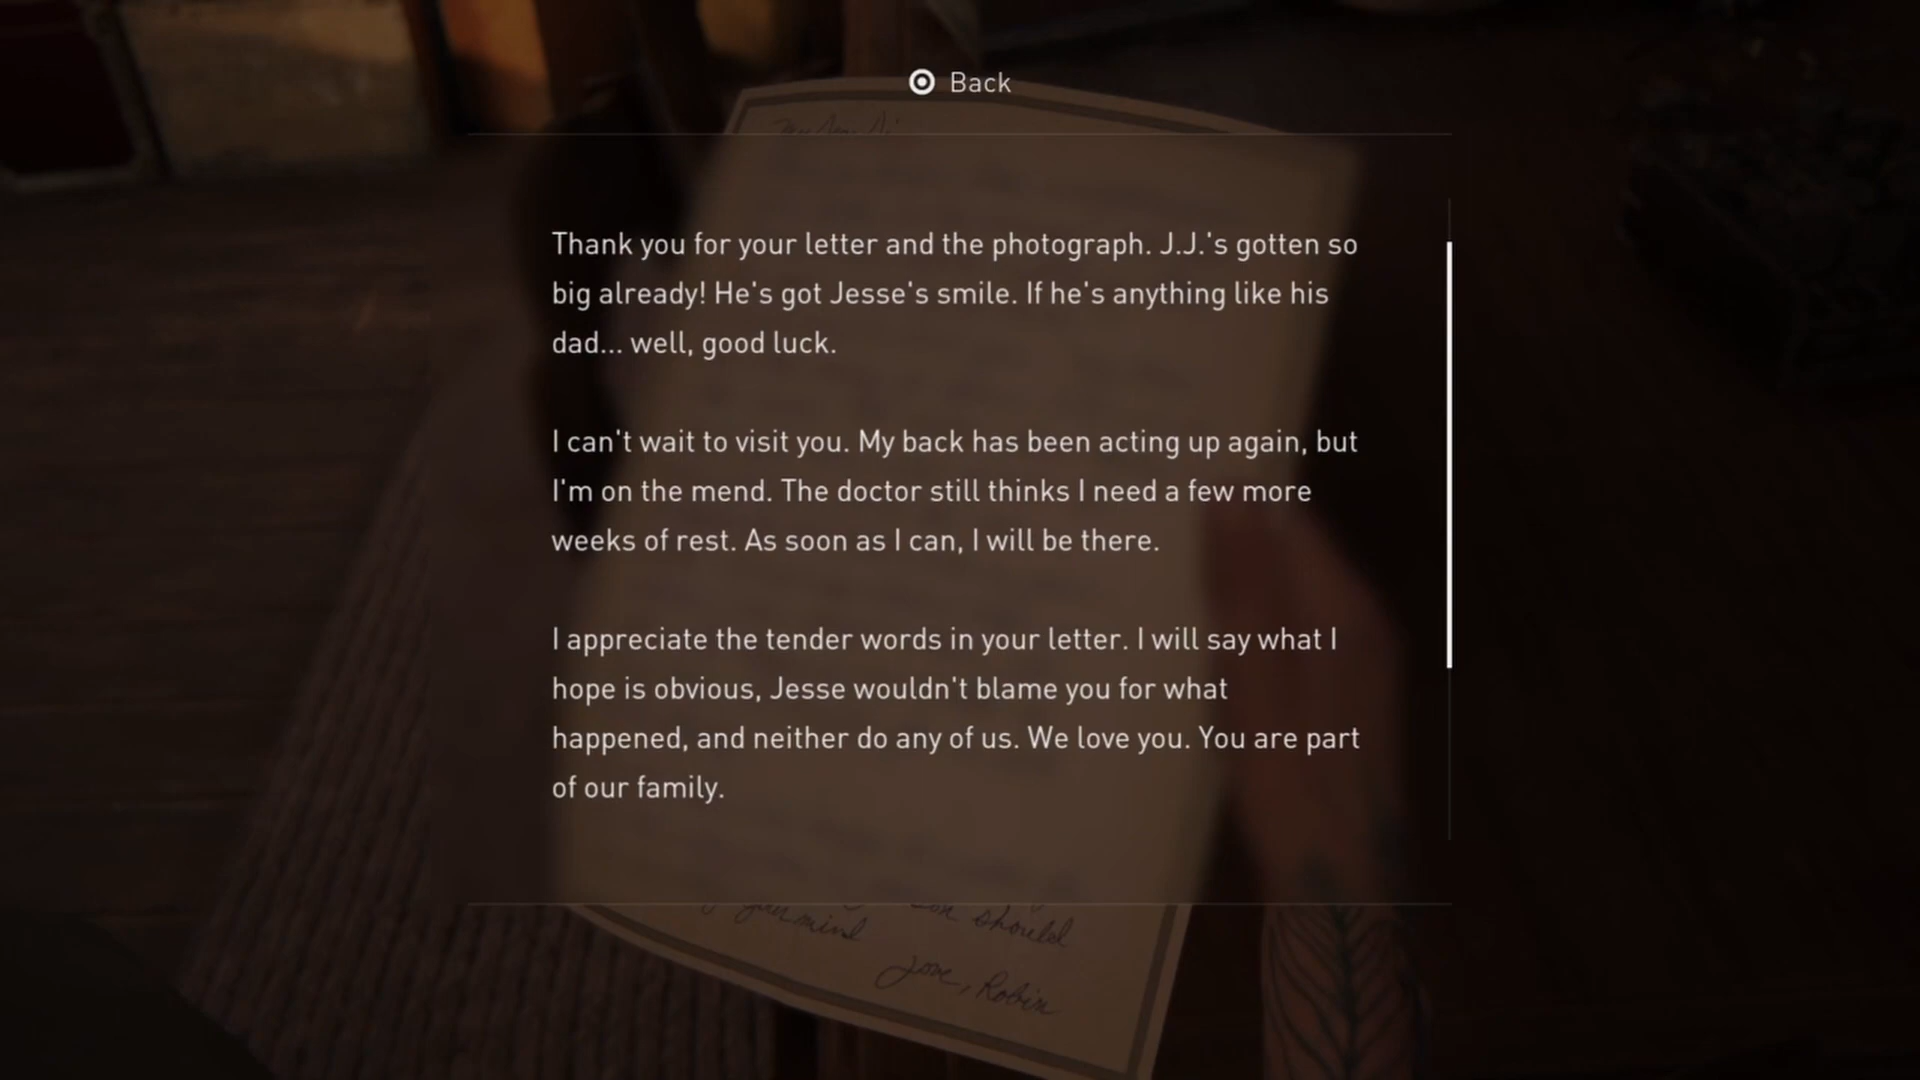 Back
Thank you for your letter and the photograph. J.J.'s gotten so
big already! He's got Jesse's smile. If he's anything like his
dad... well, good luck.
I can't wait to visit you. My back has been acting up again, but
I'm on the mend. The doctor still thinks I need a few more
weeks of rest. As soon as I can, I will be there.
I appreciate the tender words in your letter. I will say what I
hope is obvious, Jesse wouldn't blame you for what
happened, and neither do any of us. We love you. You are part
of our family.
should
your mind
Love, Robin